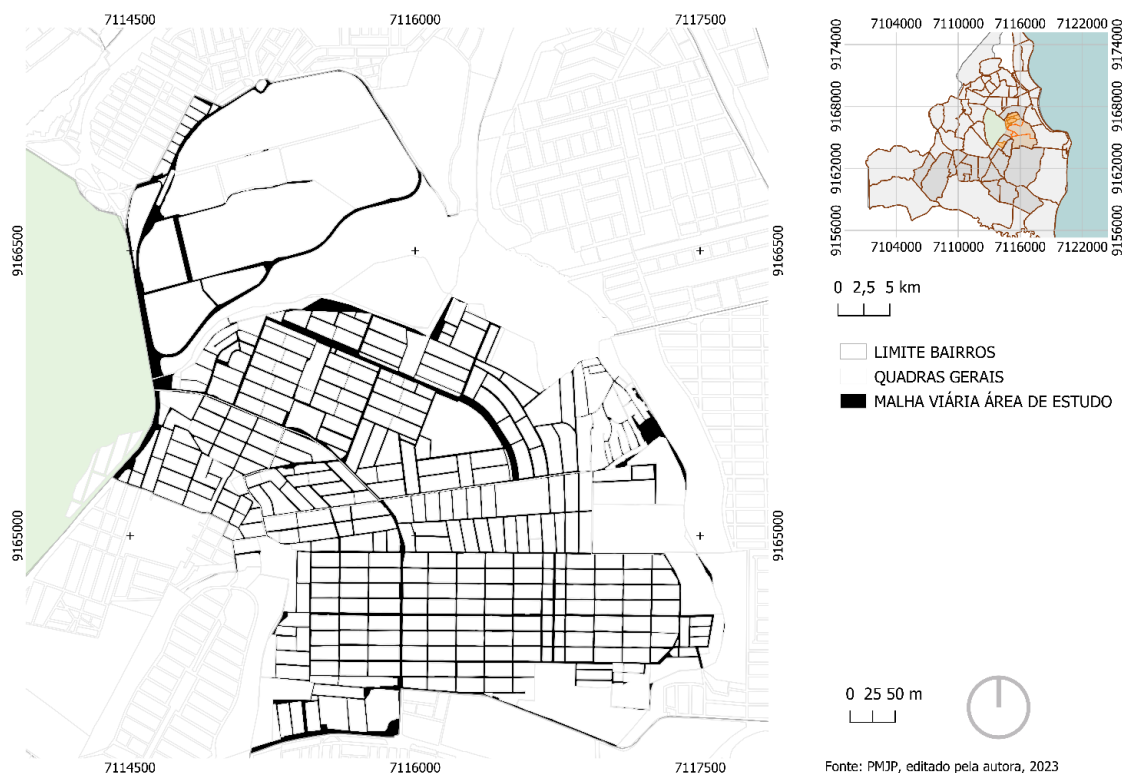 7114500 7116000 7117500
9166500 9166500
9165000 9165000
7114500 7116000 7117500
9174000 9174000
9168000 9168000
9162000 9162000
9156000 9156000
7104000 7110000 7116000 7122000
7104000 7110000 7116000 7122000
0 2,5 5 km
LIMITE BAIRROS
QUADRAS GERAIS
MALHA VIÁRIA ÁREA DE ESTUDO
0 25 50 m
Fonte: PMJP, editado pela autora, 2023